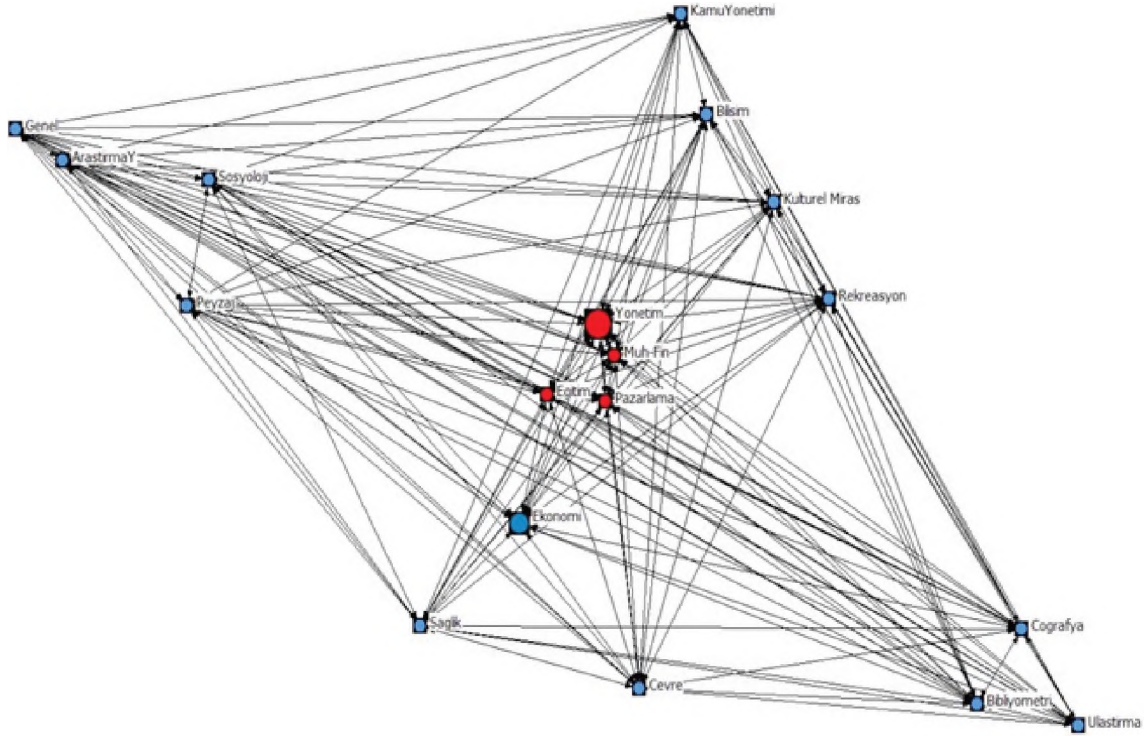 KamuYonetimi
Bilisim
Genel
ArastirmaY
Sosyoloji
Kulturel Miras
Rekreasyon
Peyzaj
Yonetim
Muh-Fin
Egitim
Pazarlama
Ekonomi
Saglik
Cografya
Cevre
Bibliyometri
Ulastirma